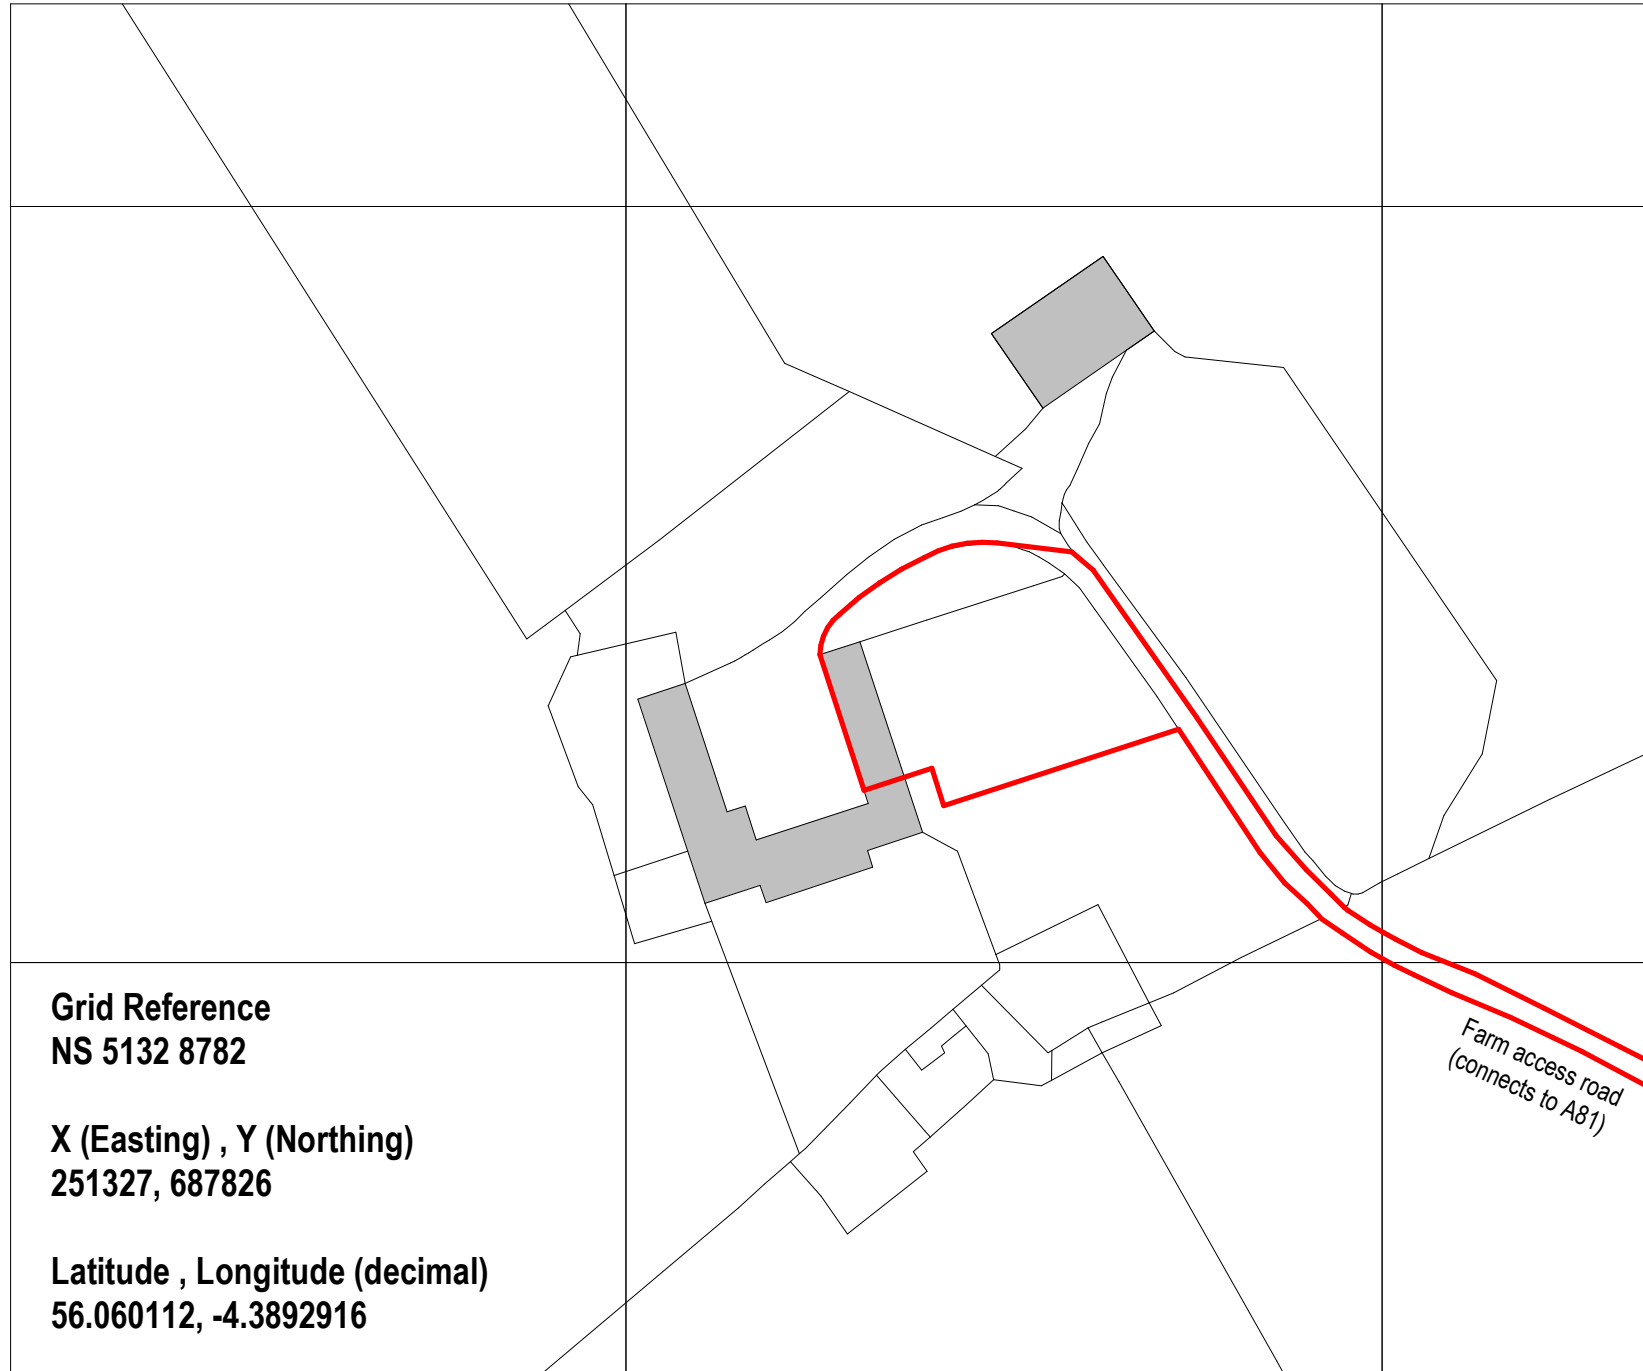 Grid Reference
NS 5132 8782
X (Easting) , Y (Northing)
251327, 687826
Latitude , Longitude (decimal)
56.060112, -4.3892916
Farm access road
(connects to A81)